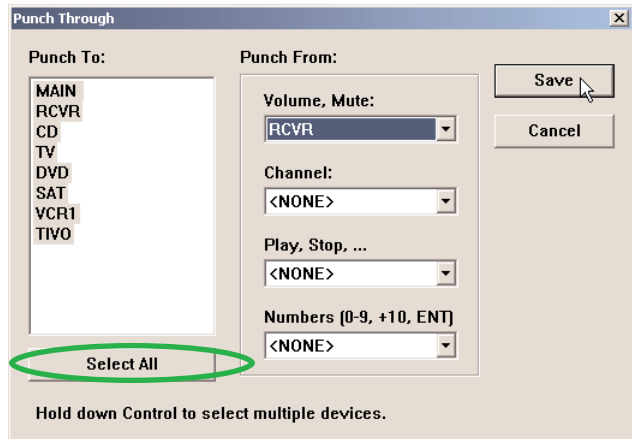 Punch Through
Punch To:
MAIN
RCVR
CD
TV
DVD
SAT
VCR1
TIVO
Select All
Punch From:
Volume, Mute:
RCVR
Channel:
<NONE>
Play, Stop, ...
<NONE>
Numbers (0-9, +10, ENT)
<NONE>
Save
Cancel
Hold down Control to select multiple devices.